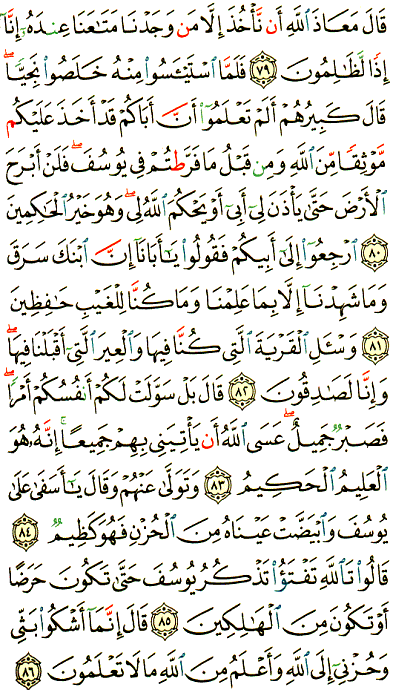 قَالَ مَعَاذَ ٱللَّهِ أَن نَّأْخُذَ إِلَّا مَن وَجَدْنَا مَتَٰعَنَا عِندَهُۥٓ إِنَّآ
إِذًا لَّظَٰلِمُونَ ٧٩ فَلَمَّا ٱسْتَيْـَٔسُوا۟ مِنْهُ خَلَصُوا۟ نَجِيًّا ۖ
قَالَ كَبِيرُهُمْ أَلَمْ تَعْلَمُوٓا۟ أَنَّ أَبَاكُمْ قَدْ أَخَذَ عَلَيْكُم
مَّوْثِقًا مِّنَ ٱللَّهِ وَمِن قَبْلُ مَا فَرَّطتُمْ فِى يُوسُفَ ۖ فَلَنْ أَبْرَحَ
ٱلْأَرْضَ حَتَّىٰ يَأْذَنَ لِىٓ أَبِىٓ أَوْ يَحْكُمَ ٱللَّهُ لِى ۖ وَهُوَ خَيْرُ ٱلْحَٰكِمِينَ
٨٠ ٱرْجِعُوٓا۟ إِلَىٰٓ أَبِيكُمْ فَقُولُوا۟ يَٰٓأَبَانَآ إِنَّ ٱبْنَكَ سَرَقَ
وَمَا شَهِدْنَآ إِلَّا بِمَا عَلِمْنَا وَمَا كُنَّا لِلْغَيْبِ حَٰفِظِينَ
٨١ وَسْـَٔلِ ٱلْقَرْيَةَ ٱلَّتِى كُنَّا فِيهَا وَٱلْعِيرَ ٱلَّتِىٓ أَقْبَلْنَا فِيهَا ۖ
وَإِنَّا لَصَٰدِقُونَ ٨٢ قَالَ بَلْ سَوَّلَتْ لَكُمْ أَنفُسُكُمْ أَمْرًا ۖ
فَصَبْرٌ جَمِيلٌ ۖ عَسَى ٱللَّهُ أَن يَأْتِيَنِى بِهِمْ جَمِيعًا ۚ إِنَّهُۥ هُوَ
ٱلْعَلِيمُ ٱلْحَكِيمُ ٨٣ وَتَوَلَّىٰ عَنْهُمْ وَقَالَ يَٰٓأَسَفَىٰ عَلَىٰ
يُوسُفَ وَٱبْيَضَّتْ عَيْنَاهُ مِنَ ٱلْحُزْنِ فَهُوَ كَظِيمٌ ٨٤
قَالُوا۟ تَٱللَّهِ تَفْتَؤُا۟ تَذْكُرُ يُوسُفَ حَتَّىٰ تَكُونَ حَرَضًا
أَوْ تَكُونَ مِنَ ٱلْهَٰلِكِينَ ٨٥ قَالَ إِنَّمَآ أَشْكُوا۟ بَثِّى
وَحُزْنِىٓ إِلَى ٱللَّهِ وَأَعْلَمُ مِنَ ٱللَّهِ مَا لَا تَعْلَمُونَ ٨٦